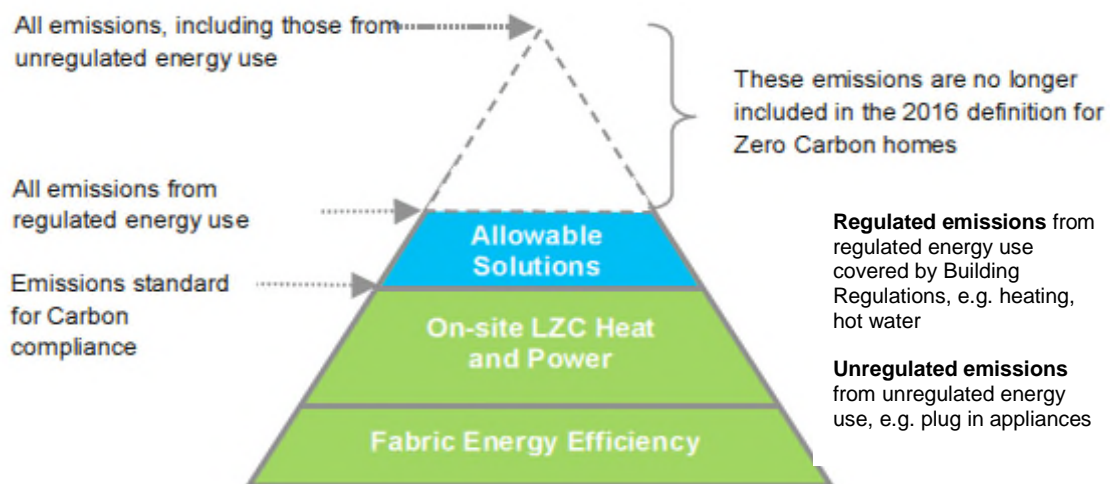 All emissions, including those from
unregulated energy use
These emissions are no longer
included in the 2016 definition for
Zero Carbon homes
All emissions from
regulated energy use
Allowable
Solutions
Regulated emissions from
regulated energy use
covered by Building
Regulations, e.g. heating,
hot water
Emissions standard
for Carbon
compliance
On-site LZC Heat
and Power
Unregulated emissions
from unregulated energy
use, e.g. plug in appliances
Fabric Energy Efficiency